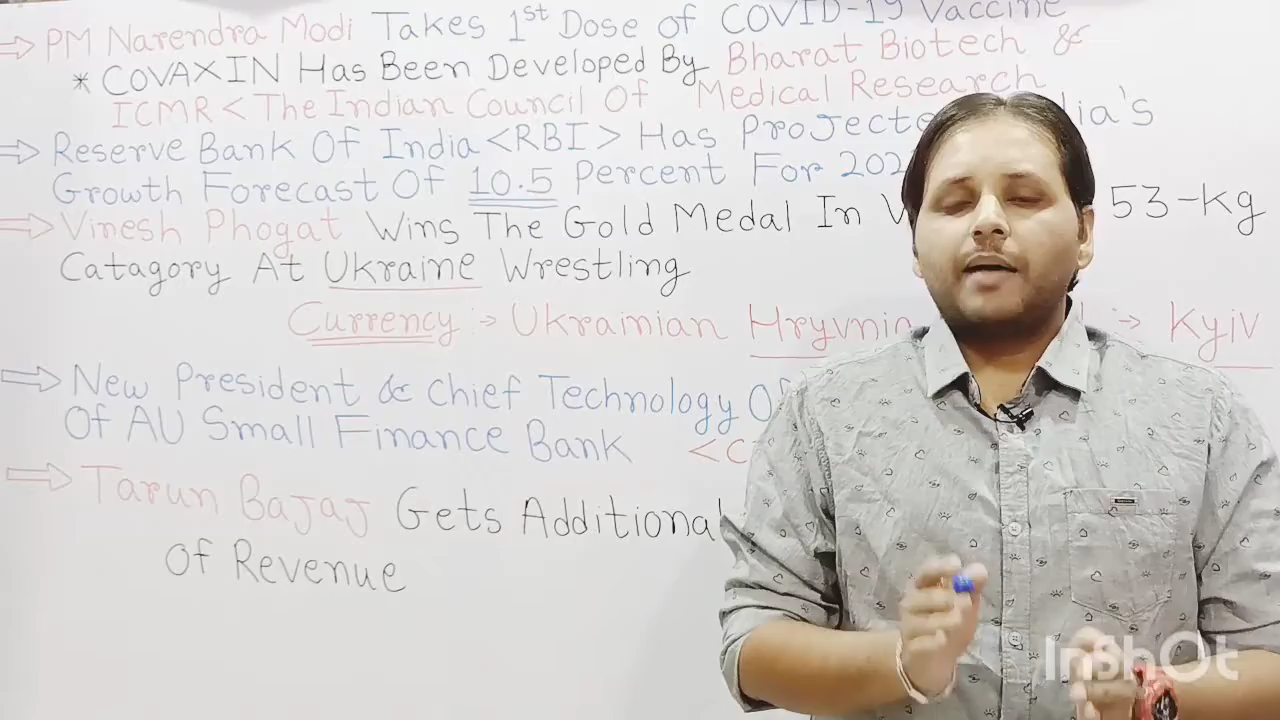 ⇒ PM Narendra Modi Takes 1st Dose of COVID-19 Vaccine
* COVAXIN Has Been Developed By Bharat Biotech &
ICMR < The Indian Council Of Medical Research
⇒ Reserve Bank Of India <RBI> Has Projecte
Growth Forecast Of 10.5 Percent For 202
⇒ Vinesh Phogat Wins The Gold Medal In 53-kg
Catagory At Ukraine Wrestling
Currency :→ Ukrainian Hryvnia :→ Kyiv
⇒ New President & Chief Technology
Of AU Small Finance Bank
⇒ Tarun Bajaj Gets Additional
Of Revenue
InShOt